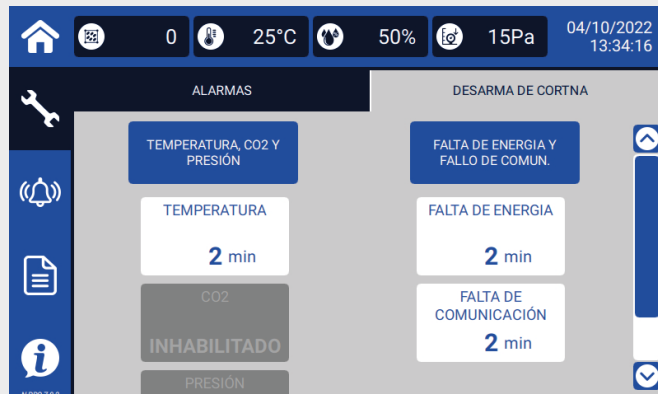 0
25°C
50%
15Pa
04/10/2022
13:34:16
ALARMAS
DESARMA DE CORTNA
TEMPERATURA, CO2 Y
PRESIÓN
FALTA DE ENERGIA Y
FALLO DE COMUN.
TEMPERATURA
2 min
FALTA DE ENERGIA
2 min
CO2
INHABILITADO
FALTA DE
COMUNICACIÓN
2 min
PRESIÓN